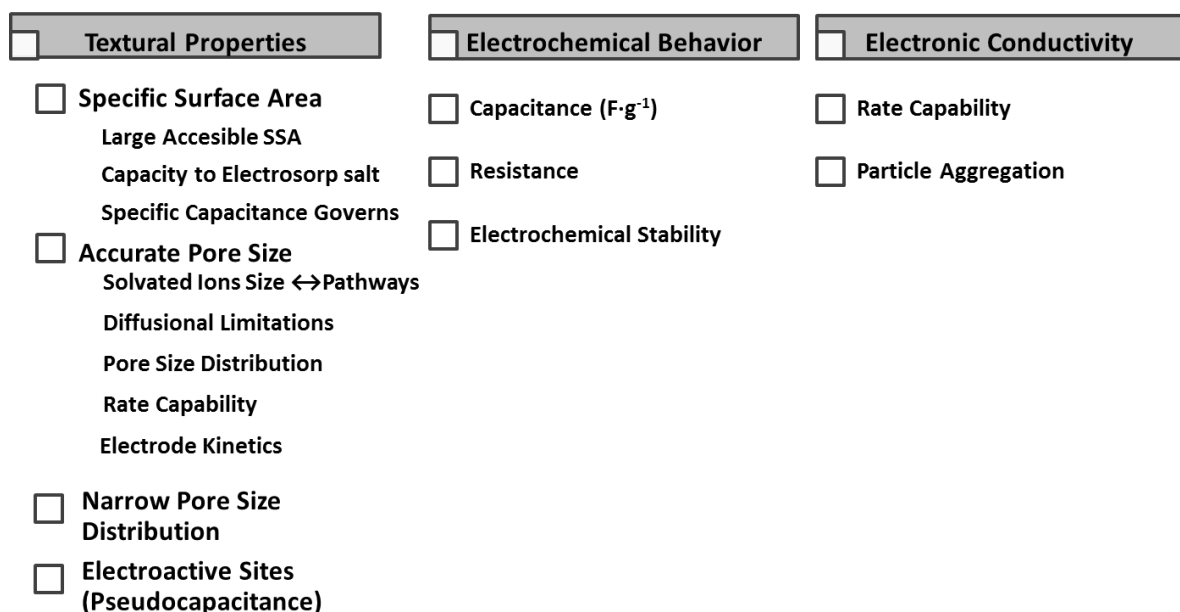 Textural Properties
Specific Surface Area
Large Accesible SSA
Capacity to Electrosorp salt
Specific Capacitance Governs
Accurate Pore Size
Solvated Ions Size ↔Pathways
Diffusional Limitations
Pore Size Distribution
Rate Capability
Electrode Kinetics
Narrow Pore Size
Distribution
Electroactive Sites
(Pseudocapacitance)
Electrochemical Behavior
Capacitance (F·g⁻¹)
Resistance
Electrochemical Stability
Electronic Conductivity
Rate Capability
Particle Aggregation